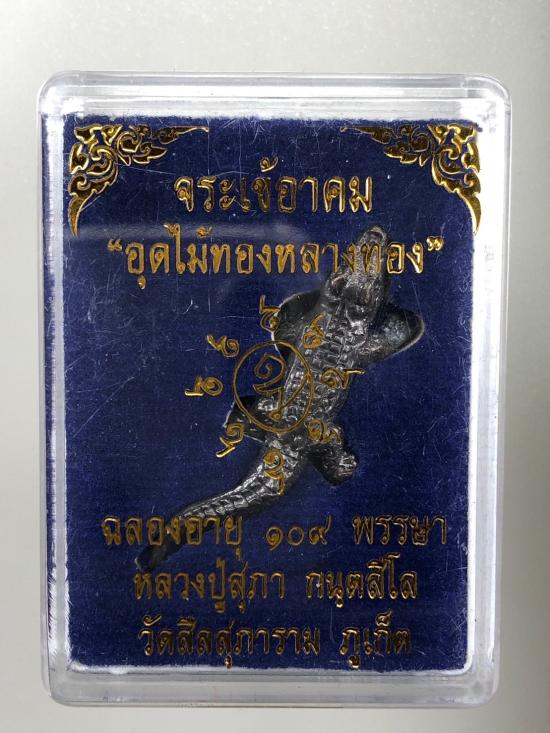 จระเข้อาคม
“อุดไม้ทองหลางทอง”
ฉลองอายุ ๑๐๙ พรรษา
หลวงปู่สุภา กนฺตสีโล
วัดสีลสุภาราม ภูเก็ต